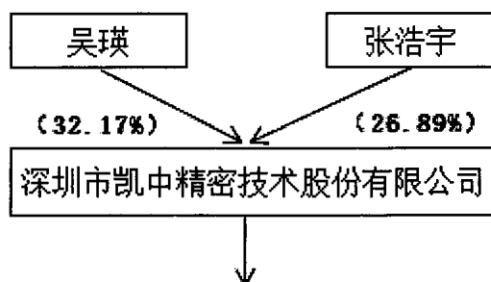 吴瑛
张浩宇
(32.17%)
(26.89%)
深圳市凯中精密技术股份有限公司